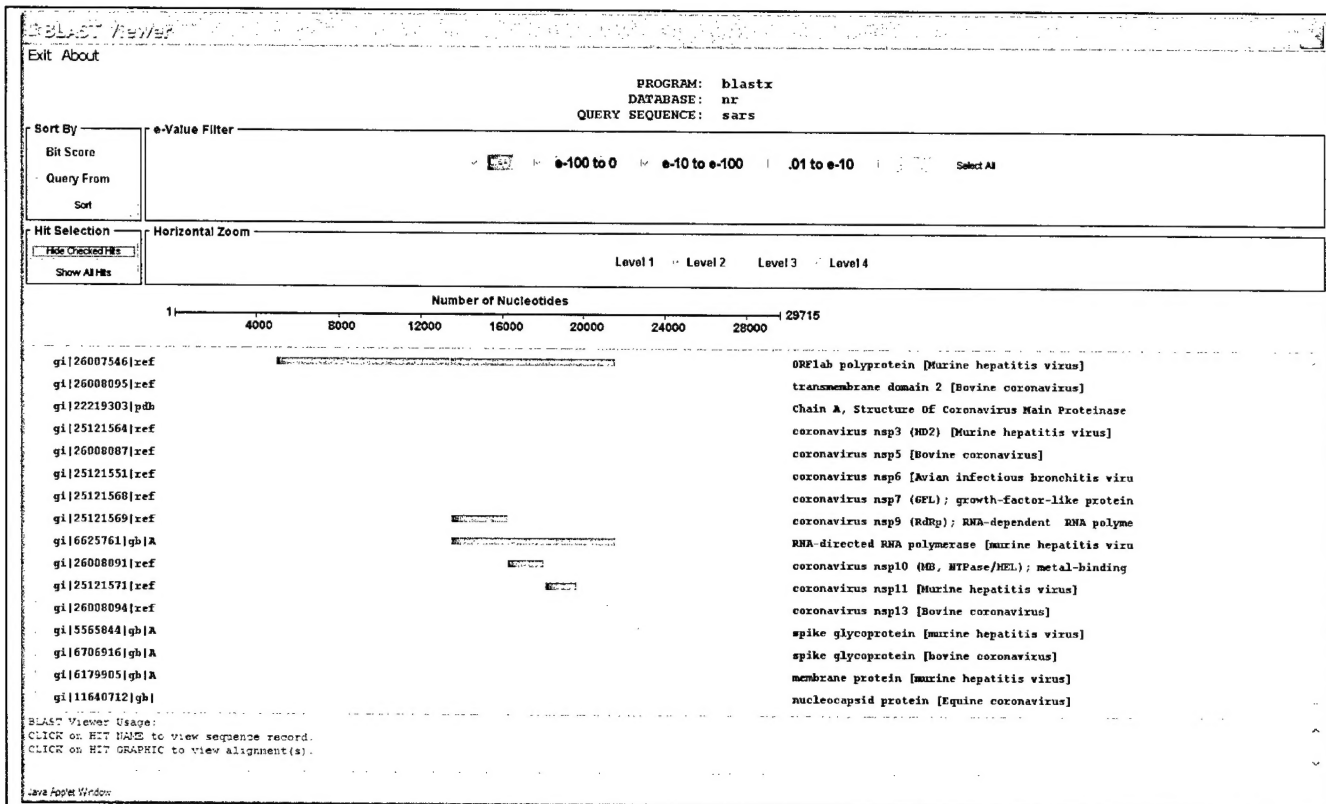 BLAST Viewer
Exit About
PROGRAM: blastx
DATABASE: nr
QUERY SEQUENCE: sars
Sort By
e-Value Filter
Bit Score
Query From
Sort
e-100 to 0
e-10 to e-100
.01 to e-10
Select All
Hit Selection
Horizontal Zoom
Hide Checked Hits
Show All Hits
Level 1 Level 2 Level 3 Level 4
Number of Nucleotides
1 29715
4000 8000 12000 16000 20000 24000 28000
gi|26007546|ref ORF1ab polyprotein [Murine hepatitis virus]
gi|26008095|ref transmembrane domain 2 [Bovine coronavirus]
gi|22219303|pdb Chain A, Structure Of Coronavirus Main Proteinase
gi|25121564|ref coronavirus nsp3 (HD2) [Murine hepatitis virus]
gi|26008087|ref coronavirus nsp5 [Bovine coronavirus]
gi|25121551|ref coronavirus nsp6 [Avian infectious bronchitis viru
gi|25121568|ref coronavirus nsp7 (GFL); growth-factor-like protein
gi|25121569|ref coronavirus nsp9 (RdRp); RNA-dependent RNA polyme
gi|6625761|gb|A RNA-directed RNA polymerase [murine hepatitis viru
gi|26008091|ref coronavirus nsp10 (MB, NTPase/HEL); metal-binding
gi|25121571|ref coronavirus nsp11 [Murine hepatitis virus]
gi|26008094|ref coronavirus nsp13 [Bovine coronavirus]
gi|5565844|gb|A spike glycoprotein [murine hepatitis virus]
gi|6706916|gb|A spike glycoprotein [bovine coronavirus]
gi|6179905|gb|A membrane protein [murine hepatitis virus]
gi|11640712|gb| nucleocapsid protein [Equine coronavirus]
BLAST Viewer Usage:
CLICK on HIT NAME to view sequence record.
CLICK on HIT GRAPHIC to view alignment(s).
Java Applet Window